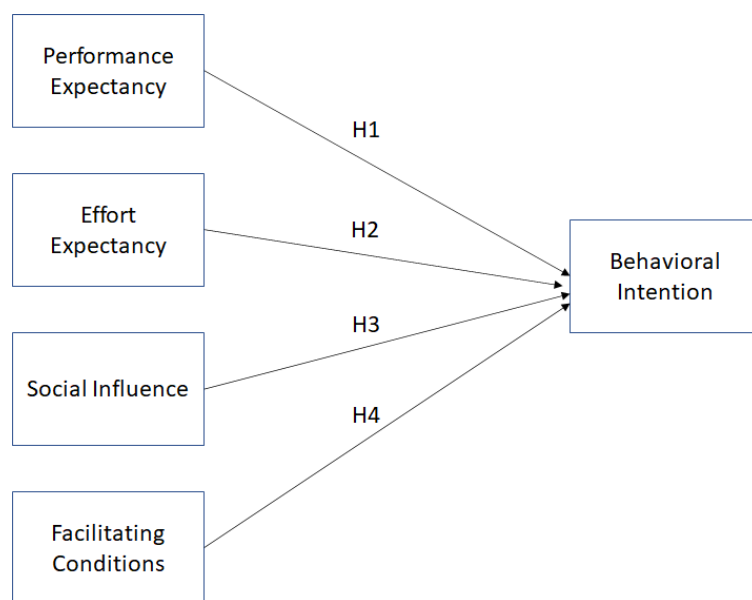 Performance
Expectancy
H1
Effort
Expectancy
H2
Behavioral
Intention
H3
Social Influence
H4
Facilitating
Conditions